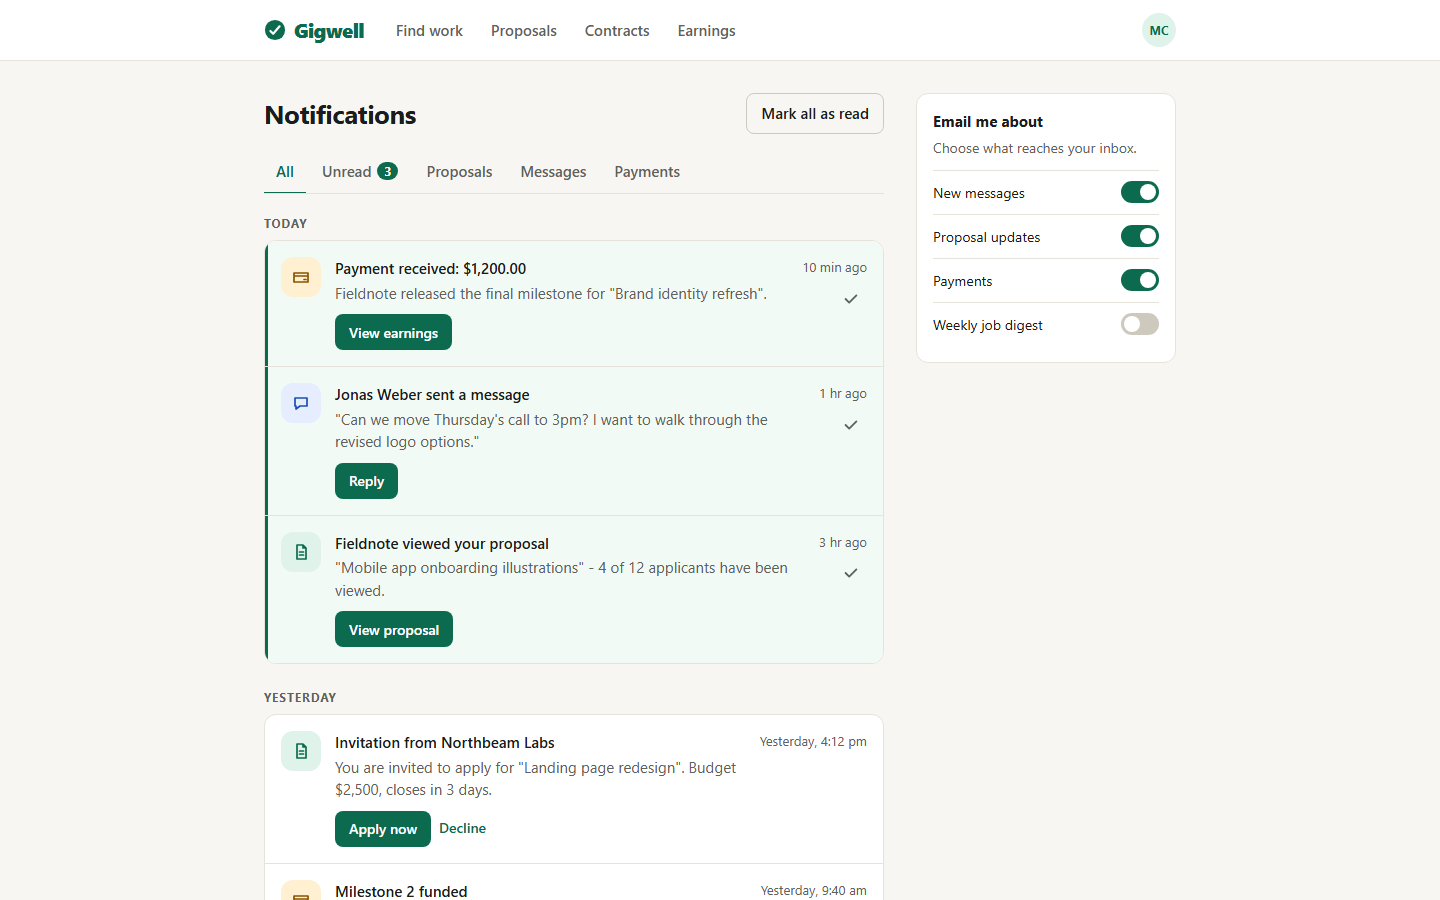 Gigwell
Find work
Proposals
Contracts
Earnings
MC
Notifications
Mark all as read
All
Unread 3
Proposals
Messages
Payments
TODAY
Payment received: $1,200.00
10 min ago
Fieldnote released the final milestone for "Brand identity refresh".
View earnings
Jonas Weber sent a message
1 hr ago
"Can we move Thursday's call to 3pm? I want to walk through the
revised logo options."
Reply
Fieldnote viewed your proposal
3 hr ago
"Mobile app onboarding illustrations" - 4 of 12 applicants have been
viewed.
View proposal
YESTERDAY
Invitation from Northbeam Labs
Yesterday, 4:12 pm
You are invited to apply for "Landing page redesign". Budget
$2,500, closes in 3 days.
Apply now
Decline
Milestone 2 funded
Yesterday, 9:40 am
Email me about
Choose what reaches your inbox.
New messages
Proposal updates
Payments
Weekly job digest